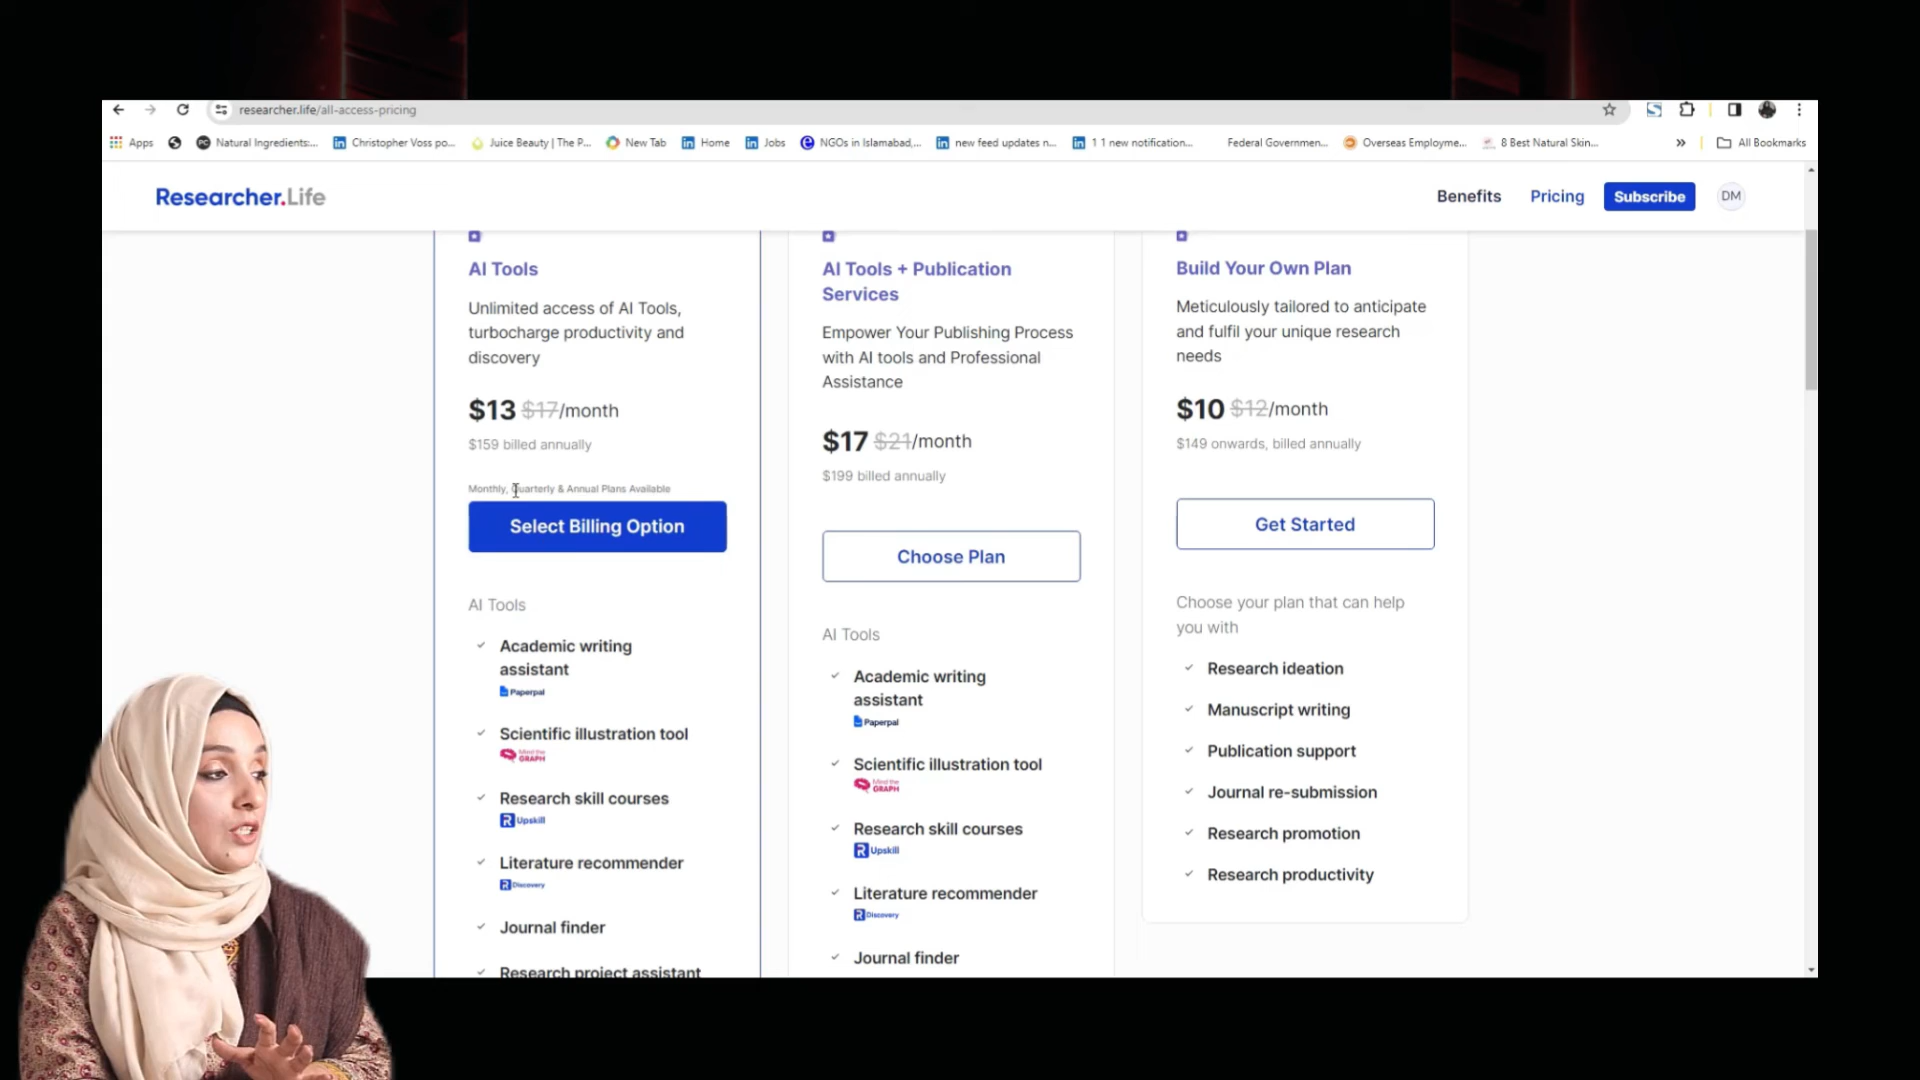 researcher.life/all-access-pricing
Apps
Natural Ingredients:...
Christopher Voss po...
Juice Beauty | The P...
New Tab
Home
Jobs
NGOs in Islamabad,...
new feed updates n...
1 1 new notification...
Federal Governmen...
Overseas Employme...
8 Best Natural Skin...
»
All Bookmarks
Researcher.Life
Benefits
Pricing
Subscribe
DM
AI Tools
Unlimited access of AI Tools,
turbocharge productivity and
discovery
$13 $17/month
$159 billed annually
Monthly, Quarterly & Annual Plans Available
Select Billing Option
AI Tools
Academic writing
assistant
Paperpal
Scientific illustration tool
Mind the
GRAPH
Research skill courses
R Upskill
Literature recommender
R Discovery
Journal finder
Research project assistant
AI Tools + Publication
Services
Empower Your Publishing Process
with AI tools and Professional
Assistance
$17 $21/month
$199 billed annually
Choose Plan
AI Tools
Academic writing
assistant
Paperpal
Scientific illustration tool
Mind the
GRAPH
Research skill courses
R Upskill
Literature recommender
R Discovery
Journal finder
Build Your Own Plan
Meticulously tailored to anticipate
and fulfil your unique research
needs
$10 $12/month
$149 onwards, billed annually
Get Started
Choose your plan that can help
you with
Research ideation
Manuscript writing
Publication support
Journal re-submission
Research promotion
Research productivity